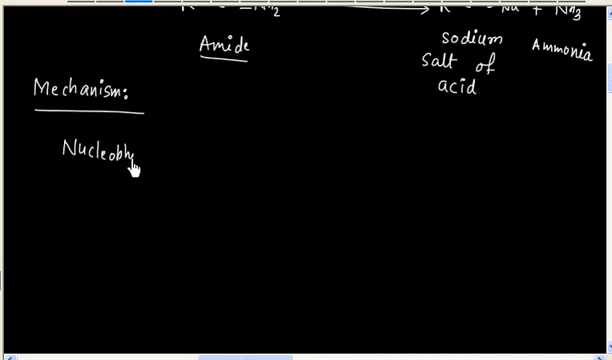 Amide
sodium
salt of
acid
Ammonia
Mechanism:
Nucleoph